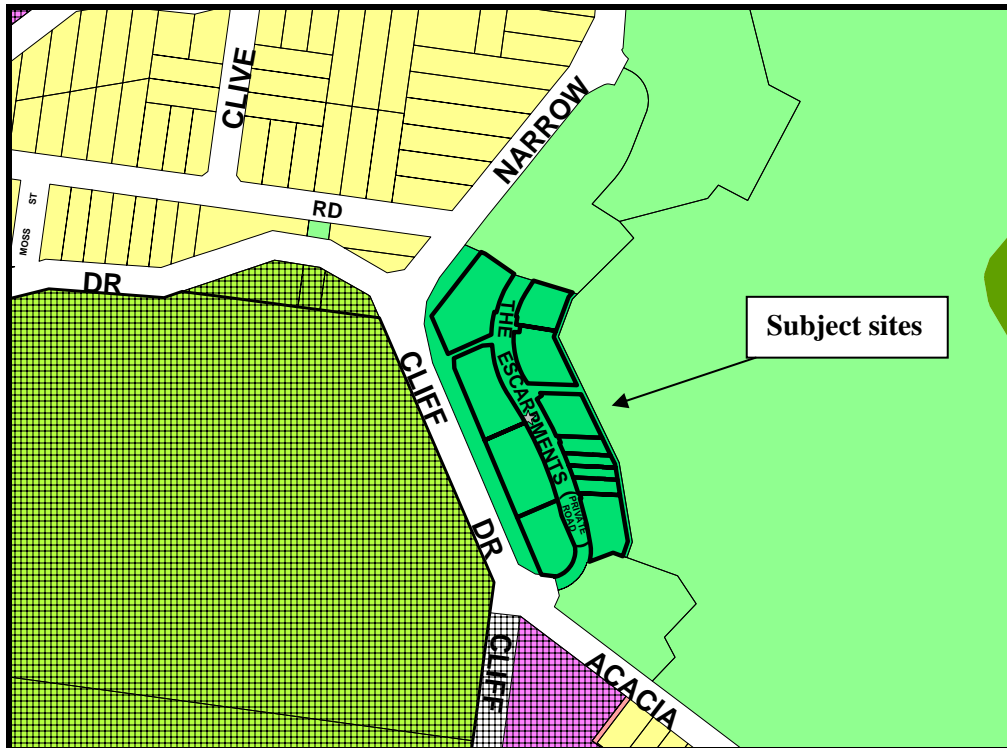 CLIVE
NARROW
RD
MOSS ST
DR
THE ESCARPMENTS
Subject sites
CLIFF
PRIVATE
ROAD
DR
CLIFF
ACACIA